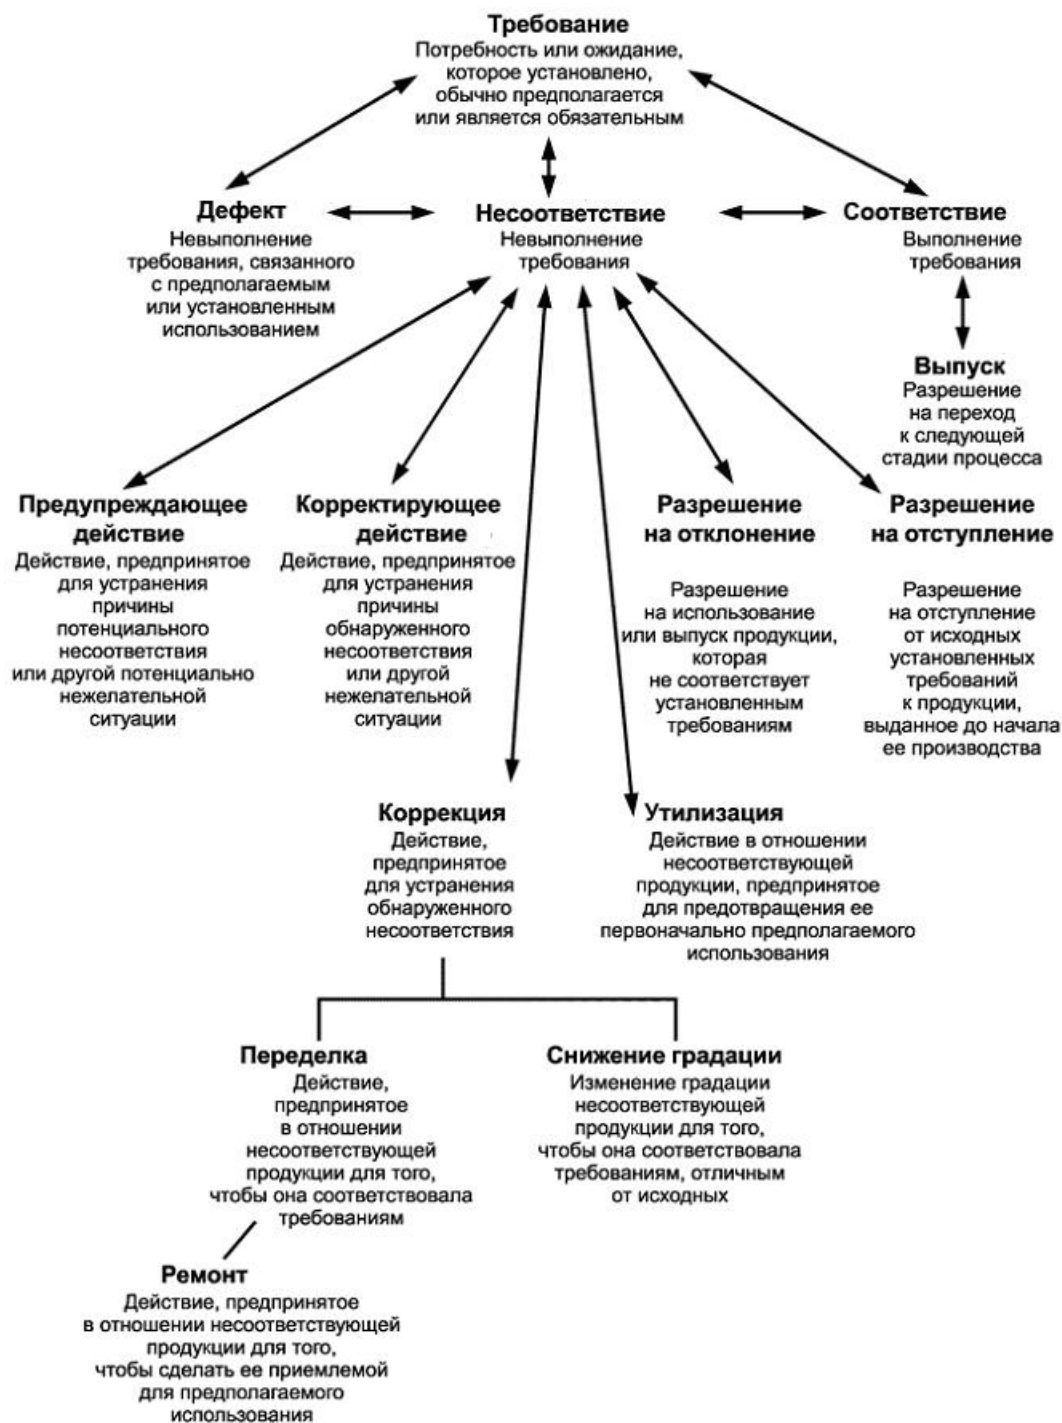 Требование
Потребность или ожидание,
которое установлено,
обычно предполагается
или является обязательным
Дефект
Невыполнение
требования, связанного
с предполагаемым
или установленным
использованием
Несоответствие
Невыполнение
требования
Соответствие
Выполнение
требования
Выпуск
Разрешение
на переход
к следующей
стадии процесса
Предупреждающее
действие
Действие, предпринятое
для устранения
причины
потенциального
несоответствия
или другой потенциально
нежелательной
ситуации
Корректирующее
действие
Действие, предпринятое
для устранения
причины
обнаруженного
несоответствия
или другой
нежелательной
ситуации
Разрешение
на отклонение
Разрешение
на использование
или выпуск продукции,
которая
не соответствует
установленным
требованиям
Разрешение
на отступление
Разрешение
на отступление
от исходных
установленных
требований
к продукции,
выданное до начала
ее производства
Коррекция
Действие,
предпринятое
для устранения
обнаруженного
несоответствия
Утилизация
Действие в отношении
несоответствующей
продукции, предпринятое
для предотвращения ее
первоначально предполагаемого
использования
Переделка
Действие,
предпринятое
в отношении
несоответствующей
продукции для того,
чтобы она соответствовала
требованиям
Снижение градации
Изменение градации
несоответствующей
продукции для того,
чтобы она соответствовала
требованиям, отличным
от исходных
Ремонт
Действие, предпринятое
в отношении несоответствующей
продукции для того,
чтобы сделать ее приемлемой
для предполагаемого
использования